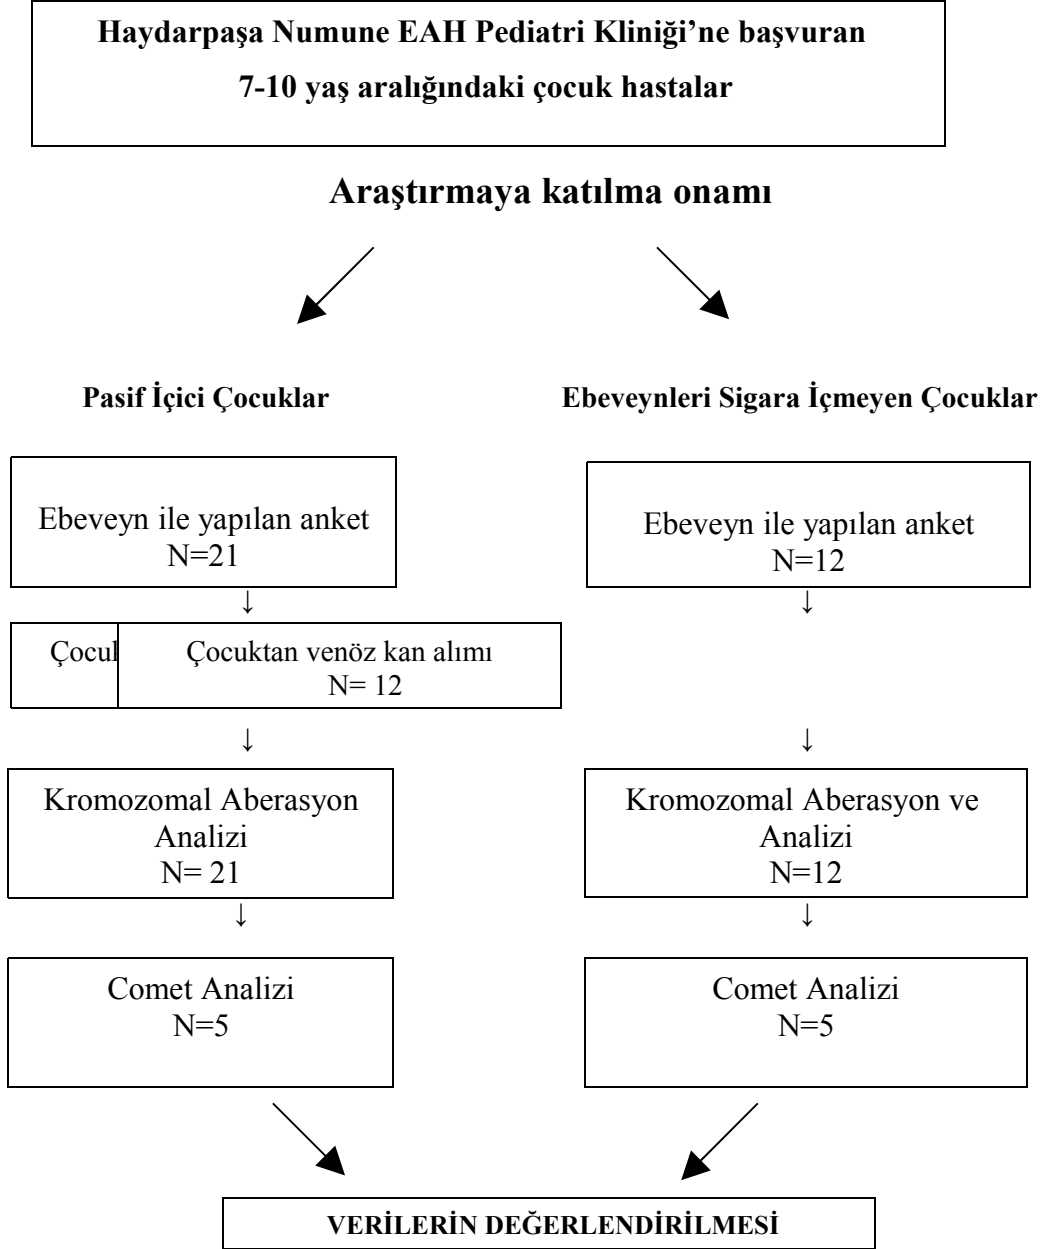 Haydarpaşa Numune EAH Pediatri Kliniği’ne başvuran
7-10 yaş aralığındaki çocuk hastalar
Araştırmaya katılma onamı
Pasif İçici Çocuklar
Ebeveynleri Sigara İçmeyen Çocuklar
Ebeveyn ile yapılan anket
N=21
Ebeveyn ile yapılan anket
N=12
↓
↓
Çocuktan venöz kan alımı
N= 12
↓
↓
Kromozomal Aberasyon
Analizi
N= 21
Kromozomal Aberasyon ve
Analizi
N=12
↓
↓
Comet Analizi
N=5
Comet Analizi
N=5
VERİLERİN DEĞERLENDİRİLMESİ